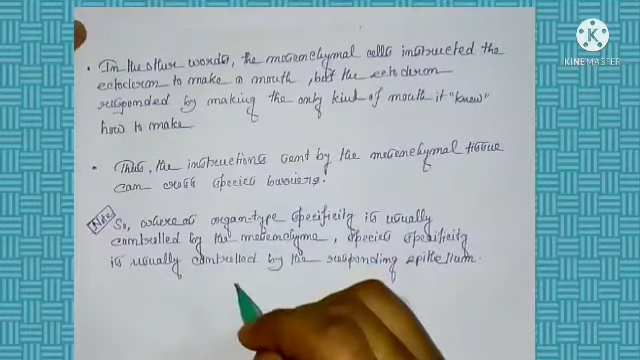 KINEMASTER
• In the other words, the mesenchymal cells instructed the
ectoderm to make a mouth, but the ectoderm
responded by making the only kind of mouth it "knew"
how to make
• Thus, the instructions sent by the mesenchymal tissue
can cross species barriers.
Note So, where as organ-type specificity is usually
controlled by the mesenchyme, species specificity
is usually controlled by the responding epithelium.